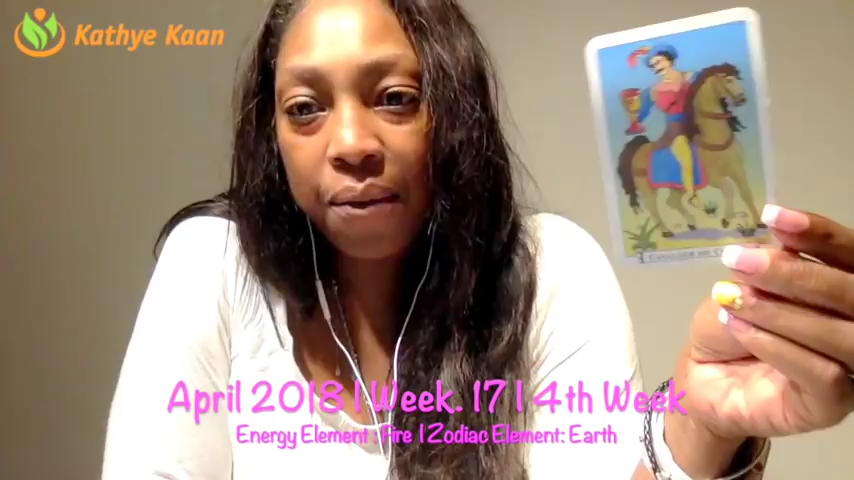 Kathye Kaan
April 2018 | Week. 17 | 4th Week
Energy Element : Fire | Zodiac Element: Earth